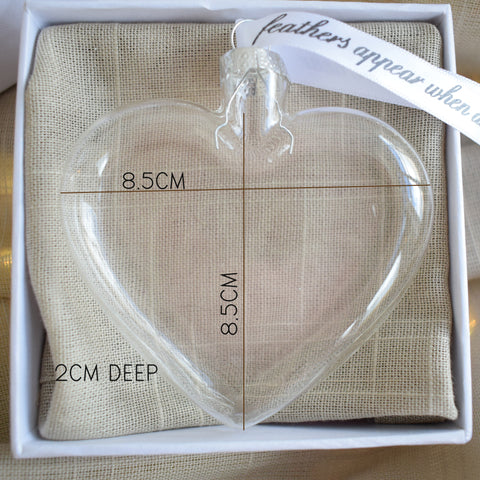 feathers appear when
8.5CM
8.5CM
2CM DEEP